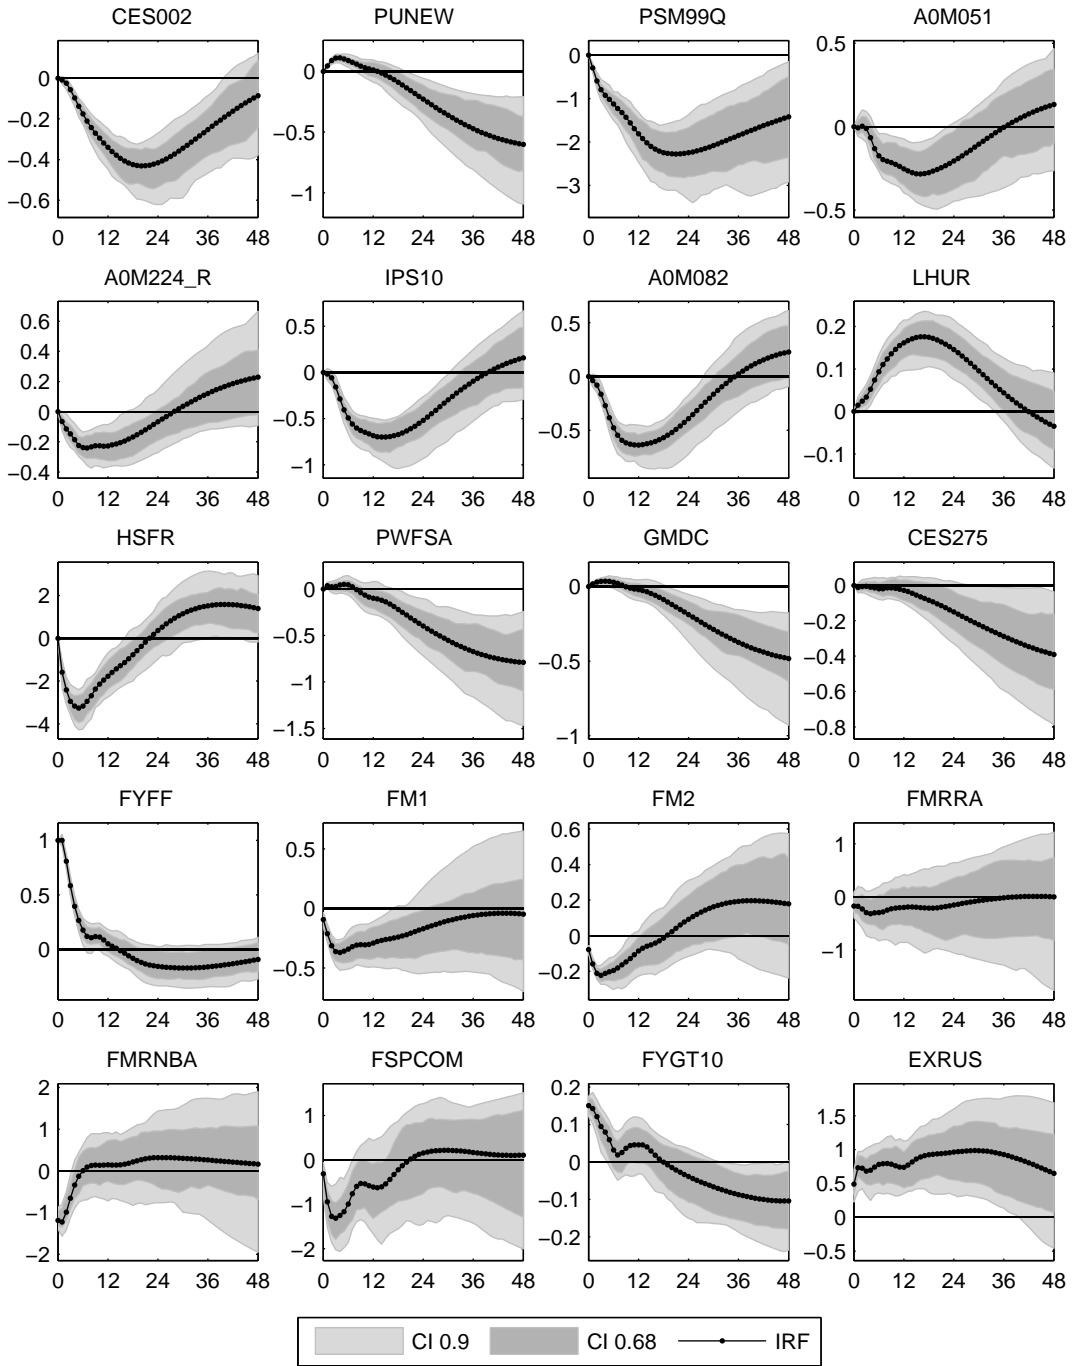 CES002 PUNEW PSM99Q A0M051
0 −0.2 −0.4 −0.6
0 −0.5 −1
0 −1 −2 −3
0.5 0 −0.5
0 12 24 36 48 0 12 24 36 48 0 12 24 36 48 0 12 24 36 48
A0M224_R IPS10 A0M082 LHUR
0.6 0.4 0.2 0 −0.2 −0.4
0.5 0 −0.5 −1
0.5 0 −0.5
0.2 0.1 0 −0.1
0 12 24 36 48 0 12 24 36 48 0 12 24 36 48 0 12 24 36 48
HSFR PWFSA GMDC CES275
2 0 −2 −4
0 −0.5 −1 −1.5
0 −0.5 −1
0 −0.2 −0.4 −0.6 −0.8
0 12 24 36 48 0 12 24 36 48 0 12 24 36 48 0 12 24 36 48
FYFF FM1 FM2 FMRRA
1 0.5 0
0.5 0 −0.5
0.6 0.4 0.2 0 −0.2
1 0 −1
0 12 24 36 48 0 12 24 36 48 0 12 24 36 48 0 12 24 36 48
FMRNBA FSPCOM FYGT10 EXRUS
2 1 0 −1 −2
1 0 −1 −2
0.2 0.1 0 −0.1 −0.2
1.5 1 0.5 0 −0.5
0 12 24 36 48 0 12 24 36 48 0 12 24 36 48 0 12 24 36 48
CI 0.9 CI 0.68 IRF